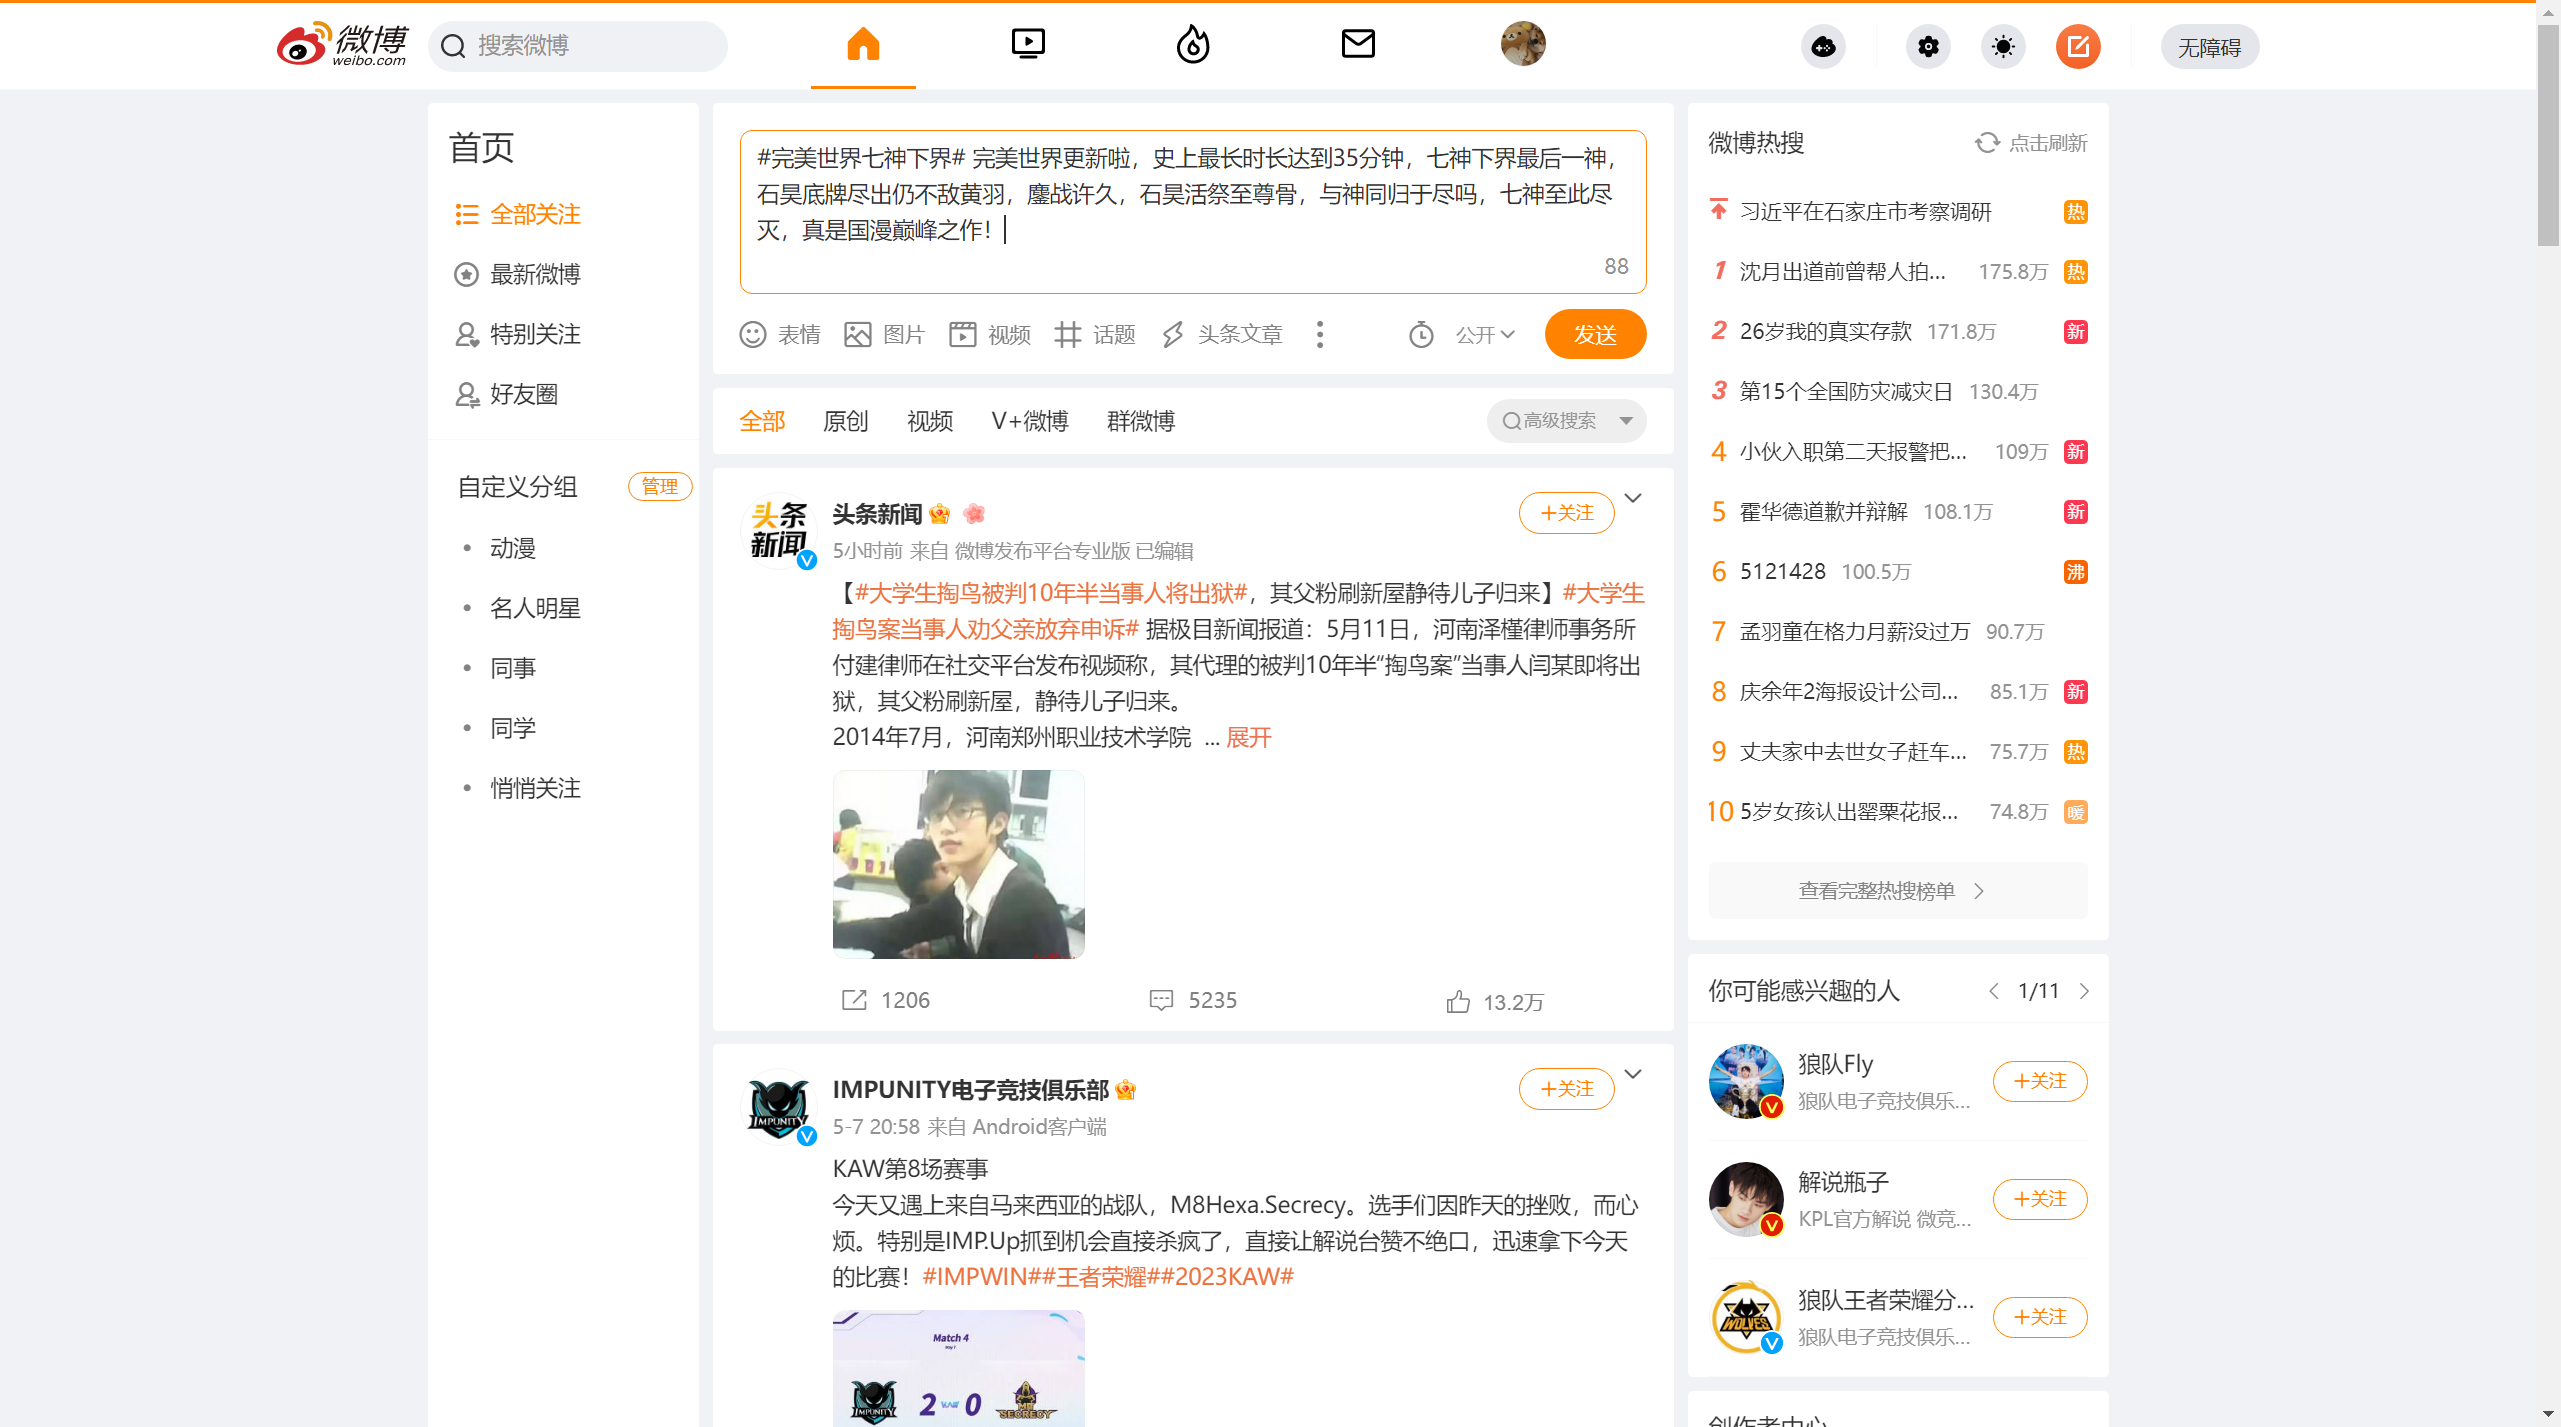 微博
weibo.com
搜索微博
无障碍
首页
全部关注
最新微博
特别关注
好友圈
自定义分组
管理
动漫
名人明星
同事
同学
悄悄关注
#完美世界七神下界# 完美世界更新啦，史上最长时长达到35分钟，七神下界最后一神，
石昊底牌尽出仍不敌黄羽，鏖战许久，石昊活祭至尊骨，与神同归于尽吗，七神至此尽
灭，真是国漫巅峰之作！
88
表情
图片
视频
话题
头条文章
公开
发送
全部
原创
视频
V+微博
群微博
高级搜索
头条新闻
头条新闻
+关注
5小时前 来自 微博发布平台专业版 已编辑
【#大学生掏鸟被判10年半当事人将出狱#，其父粉刷新屋静待儿子归来】#大学生
掏鸟案当事人劝父亲放弃申诉# 据极目新闻报道：5月11日，河南泽槿律师事务所
付建律师在社交平台发布视频称，其代理的被判10年半“掏鸟案”当事人闫某即将出
狱，其父粉刷新屋，静待儿子归来。
2014年7月，河南郑州职业技术学院 ... 展开
1206
5235
13.2万
IMPUNITY
IMPUNITY电子竞技俱乐部
+关注
5-7 20:58 来自 Android客户端
KAW第8场赛事
今天又遇上来自马来西亚的战队，M8Hexa.Secrecy。选手们因昨天的挫败，而心
烦。特别是IMP.Up抓到机会直接杀疯了，直接让解说台赞不绝口，迅速拿下今天
的比赛！#IMPWIN##王者荣耀##2023KAW#
Match 4
IMPUNITY
2 KAW 0
SECRECY
微博热搜
点击刷新
习近平在石家庄市考察调研 热
1 沈月出道前曾帮人拍... 175.8万 热
2 26岁我的真实存款 171.8万 新
3 第15个全国防灾减灾日 130.4万
4 小伙入职第二天报警把... 109万 新
5 霍华德道歉并辩解 108.1万 新
6 5121428 100.5万 沸
7 孟羽童在格力月薪没过万 90.7万
8 庆余年2海报设计公司... 85.1万 新
9 丈夫家中去世女子赶车... 75.7万 热
10 5岁女孩认出罂粟花报... 74.8万 暖
查看完整热搜榜单
你可能感兴趣的人
1/11
狼队Fly
狼队电子竞技俱乐...
+关注
解说瓶子
KPL官方解说 微竞...
+关注
WOLVES
狼队王者荣耀分...
狼队电子竞技俱乐...
+关注
创作者中心